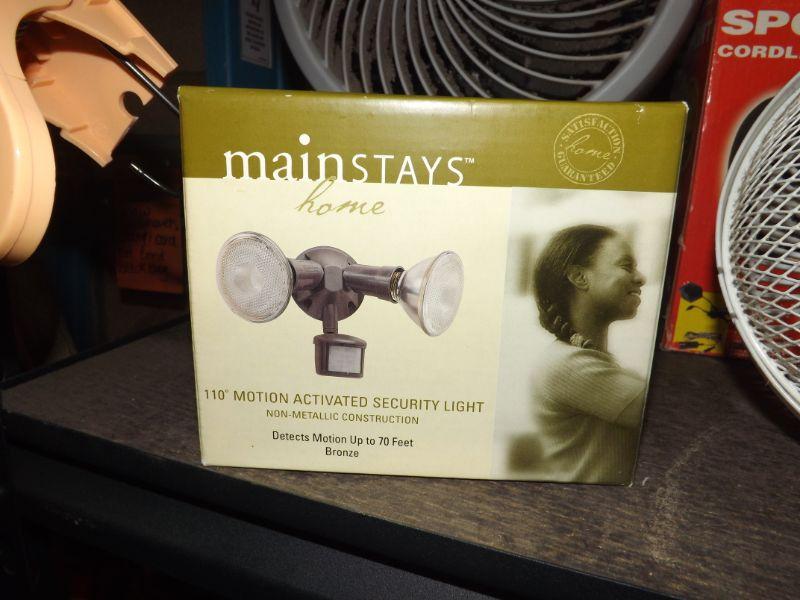 mainSTAYS™
home
SATISFACTION
home
GUARANTEED
110° MOTION ACTIVATED SECURITY LIGHT
NON-METALLIC CONSTRUCTION
Detects Motion Up to 70 Feet
Bronze
SPO
CORDL